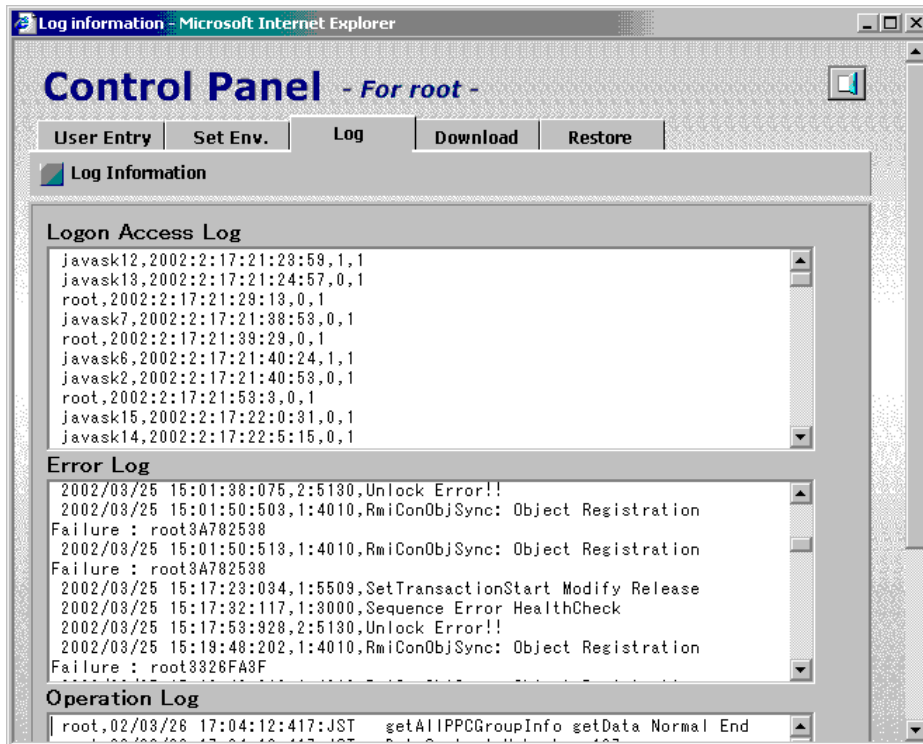 Log information - Microsoft Internet Explorer
Control Panel - For root -
User Entry Set Env. Log Download Restore
Log Information
Logon Access Log
javask12,2002:2:17:21:23:59,1,1
javask13,2002:2:17:21:24:57,0,1
root,2002:2:17:21:29:13,0,1
javask7,2002:2:17:21:38:53,0,1
root,2002:2:17:21:39:29,0,1
javask6,2002:2:17:21:40:24,1,1
javask2,2002:2:17:21:40:53,0,1
root,2002:2:17:21:53:3,0,1
javask15,2002:2:17:22:0:31,0,1
javask14,2002:2:17:22:5:15,0,1
Error Log
2002/03/25 15:01:38:075,2:5130,Unlock Error!!
2002/03/25 15:01:50:503,1:4010,RmiConObjSync: Object Registration
Failure : root3A782538
2002/03/25 15:01:50:513,1:4010,RmiConObjSync: Object Registration
Failure : root3A782538
2002/03/25 15:17:23:034,1:5509,SetTransactionStart Modify Release
2002/03/25 15:17:32:117,1:3000,Sequence Error HealthCheck
2002/03/25 15:17:53:928,2:5130,Unlock Error!!
2002/03/25 15:19:48:202,1:4010,RmiConObjSync: Object Registration
Failure : root3326FA3F
Operation Log
root,02/03/26 17:04:12:417:JST getAllPPCGroupInfo getData Normal End